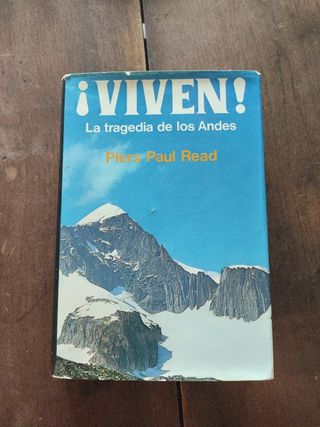 ¡VIVEN!
La tragedia de los Andes
Piers Paul Read